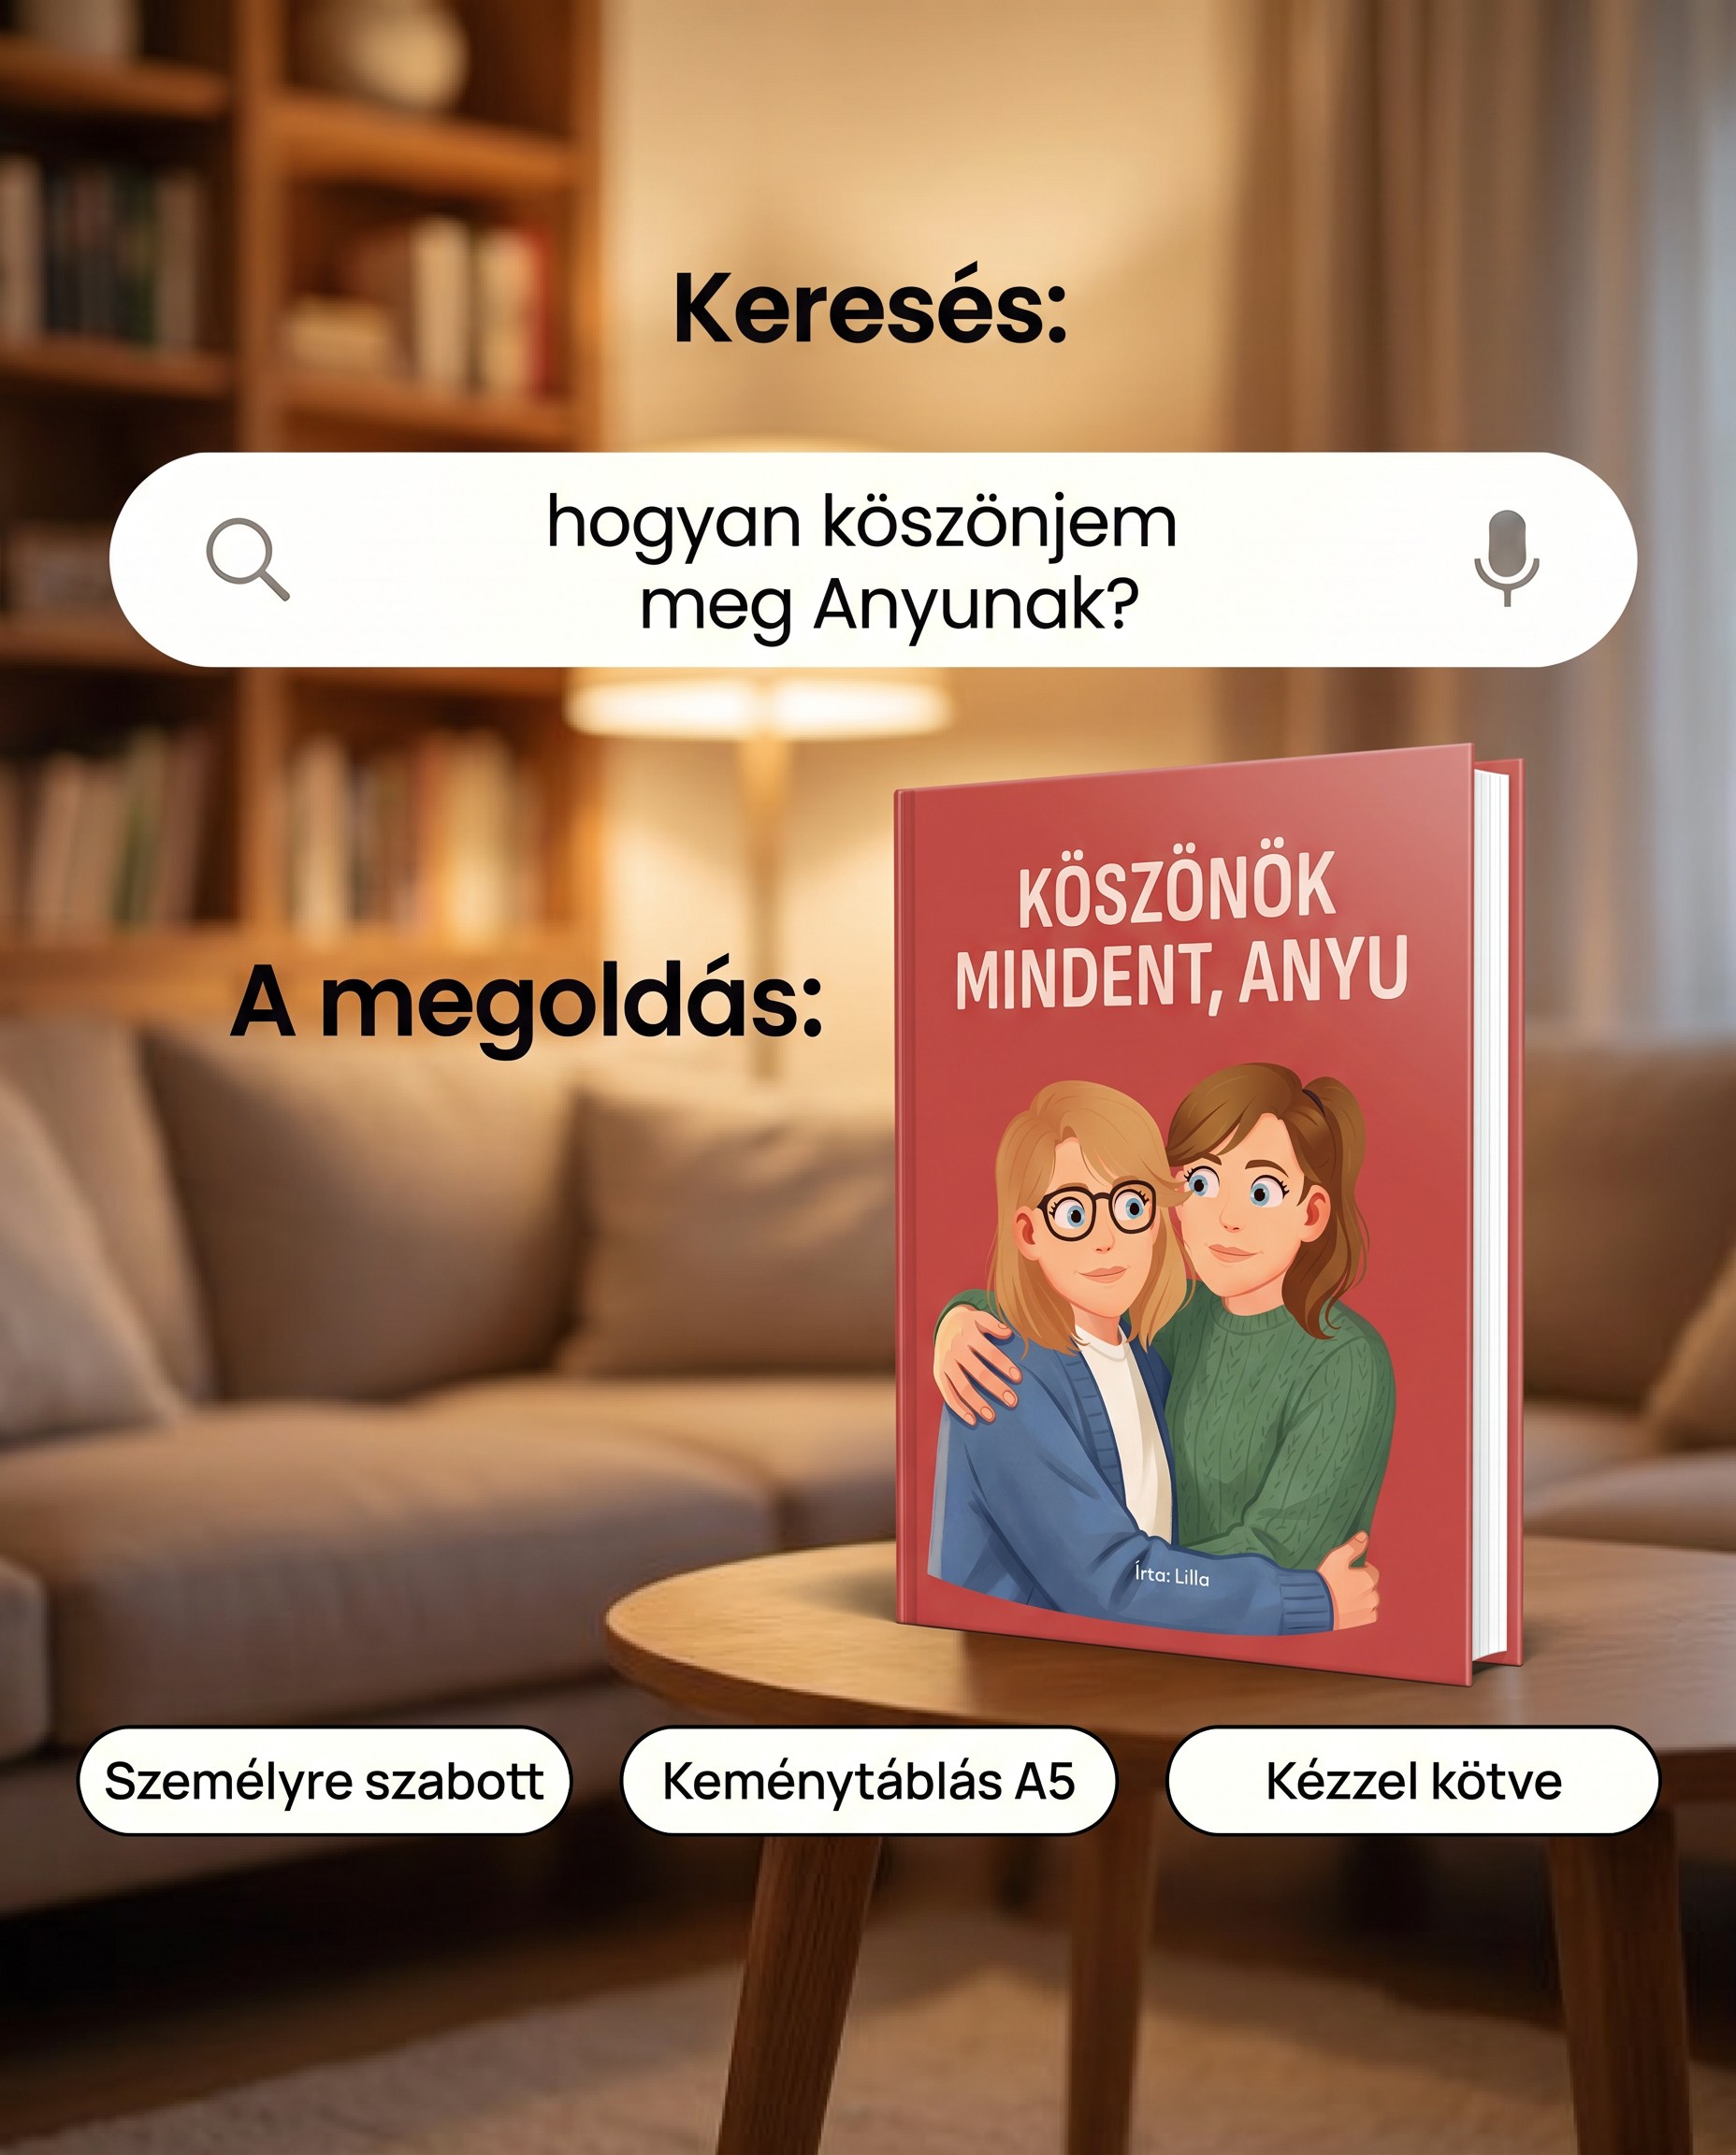 Keresés:
hogyan köszönjem
meg Anyunak?
KÖSZÖNÖK
MINDENT, ANYU
A megoldás:
Írta: Lilla
Személyre szabott
Keménytáblás A5
Kézzel kötve